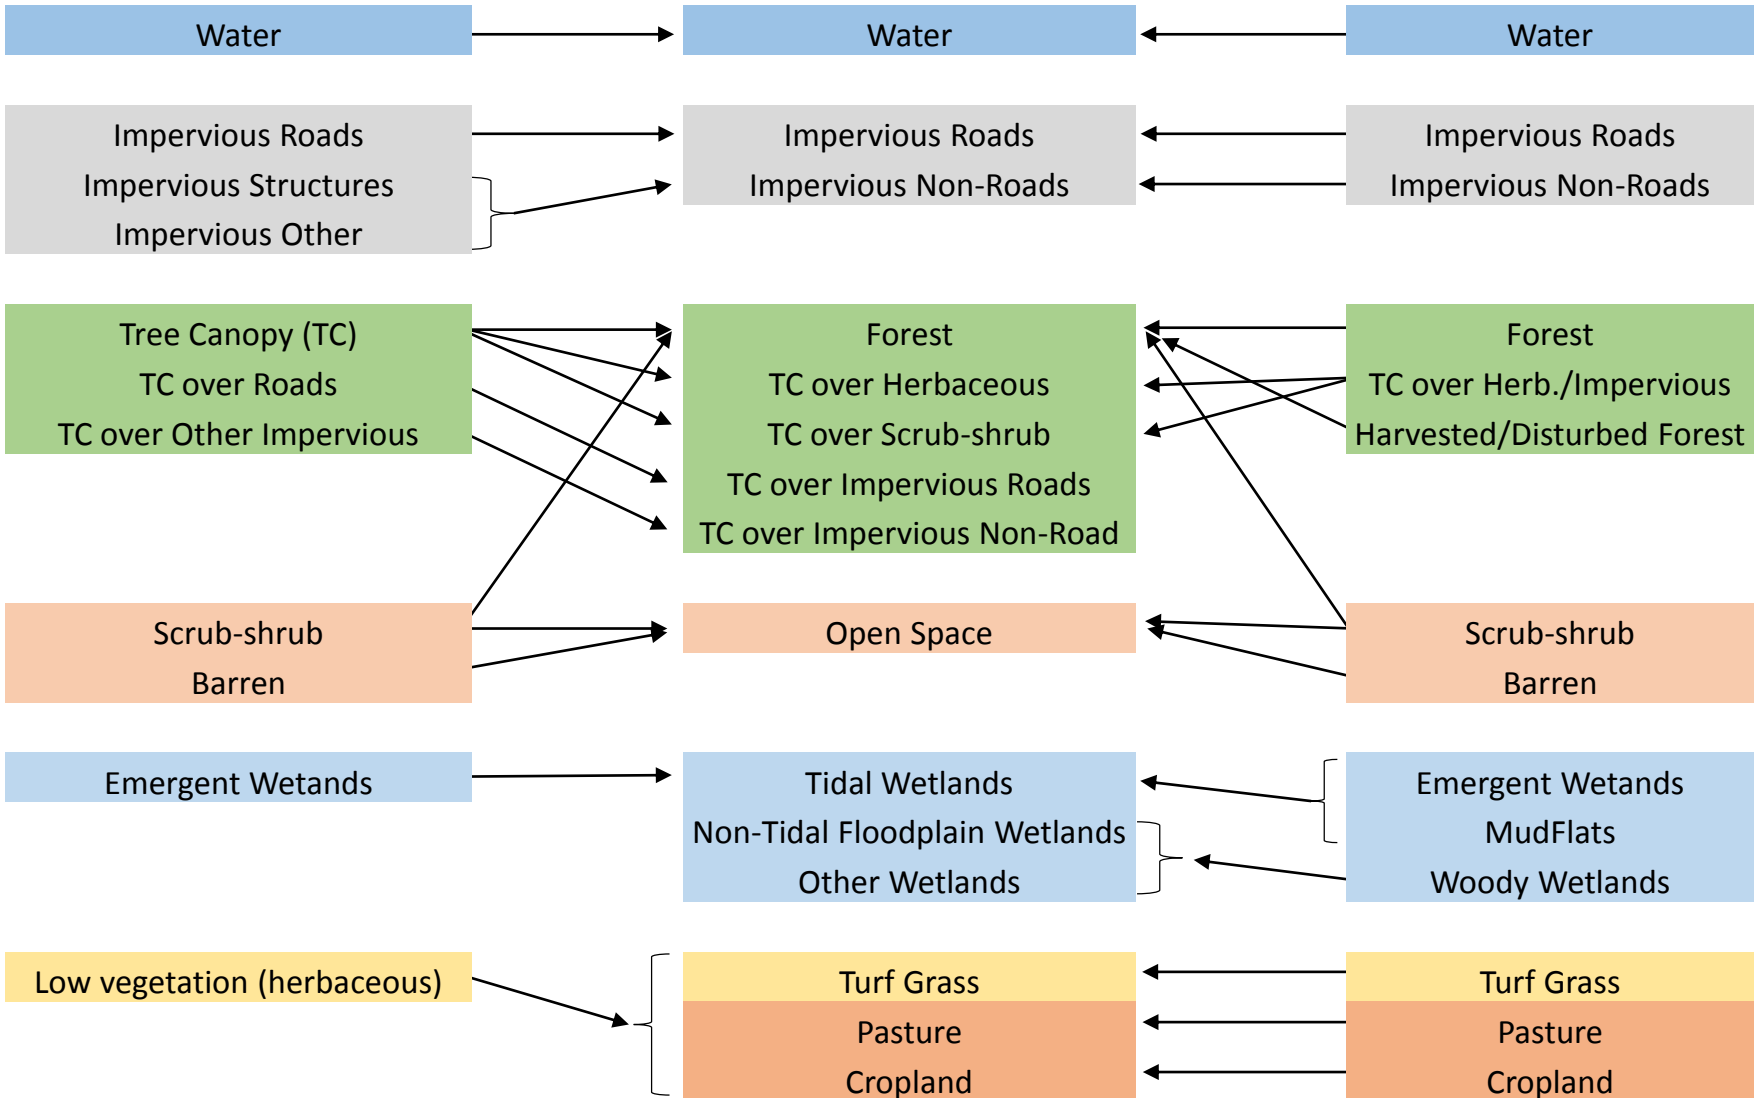 Water
Impervious Roads
Impervious Structures
Impervious Other
Tree Canopy (TC)
TC over Roads
TC over Other Impervious
Scrub-shrub
Barren
Emergent Wetands
Low vegetation (herbaceous)
Water
Impervious Roads
Impervious Non-Roads
Forest
TC over Herbaceous
TC over Scrub-shrub
TC over Impervious Roads
TC over Impervious Non-Road
Open Space
Tidal Wetlands
Non-Tidal Floodplain Wetlands
Other Wetlands
Turf Grass
Pasture
Cropland
Water
Impervious Roads
Impervious Non-Roads
Forest
TC over Herb./Impervious
Harvested/Disturbed Forest
Scrub-shrub
Barren
Emergent Wetands
MudFlats
Woody Wetlands
Turf Grass
Pasture
Cropland